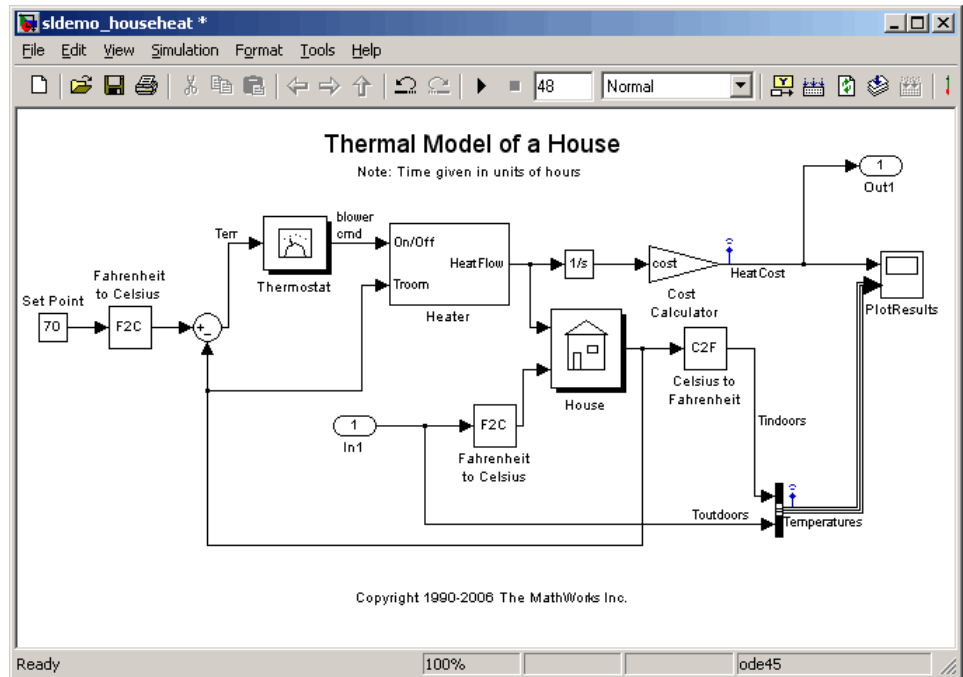 sldemo_househeat *
File Edit View Simulation Format Tools Help
48 Normal
Thermal Model of a House
Note: Time given in units of hours
1
Out1
Terr
blower
cmd
On/Off
HeatFlow
Troom
Heater
Thermostat
1/s
cost
HeatCost
Cost
Calculator
PlotResults
Fahrenheit
to Celsius
Set Point
70
F2C
+
-
House
C2F
Celsius to
Fahrenheit
1
In1
F2C
Fahrenheit
to Celsius
Tindoors
Toutdoors
Temperatures
Copyright 1990-2006 The MathWorks Inc.
Ready 100% ode45